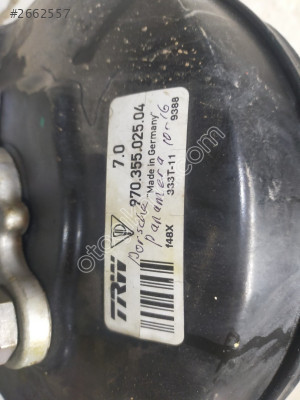 #2662557
7.0
970.355.025.04
Made in Germany
333T-11
9388
TRW
148X
porsche
panamera 10-16